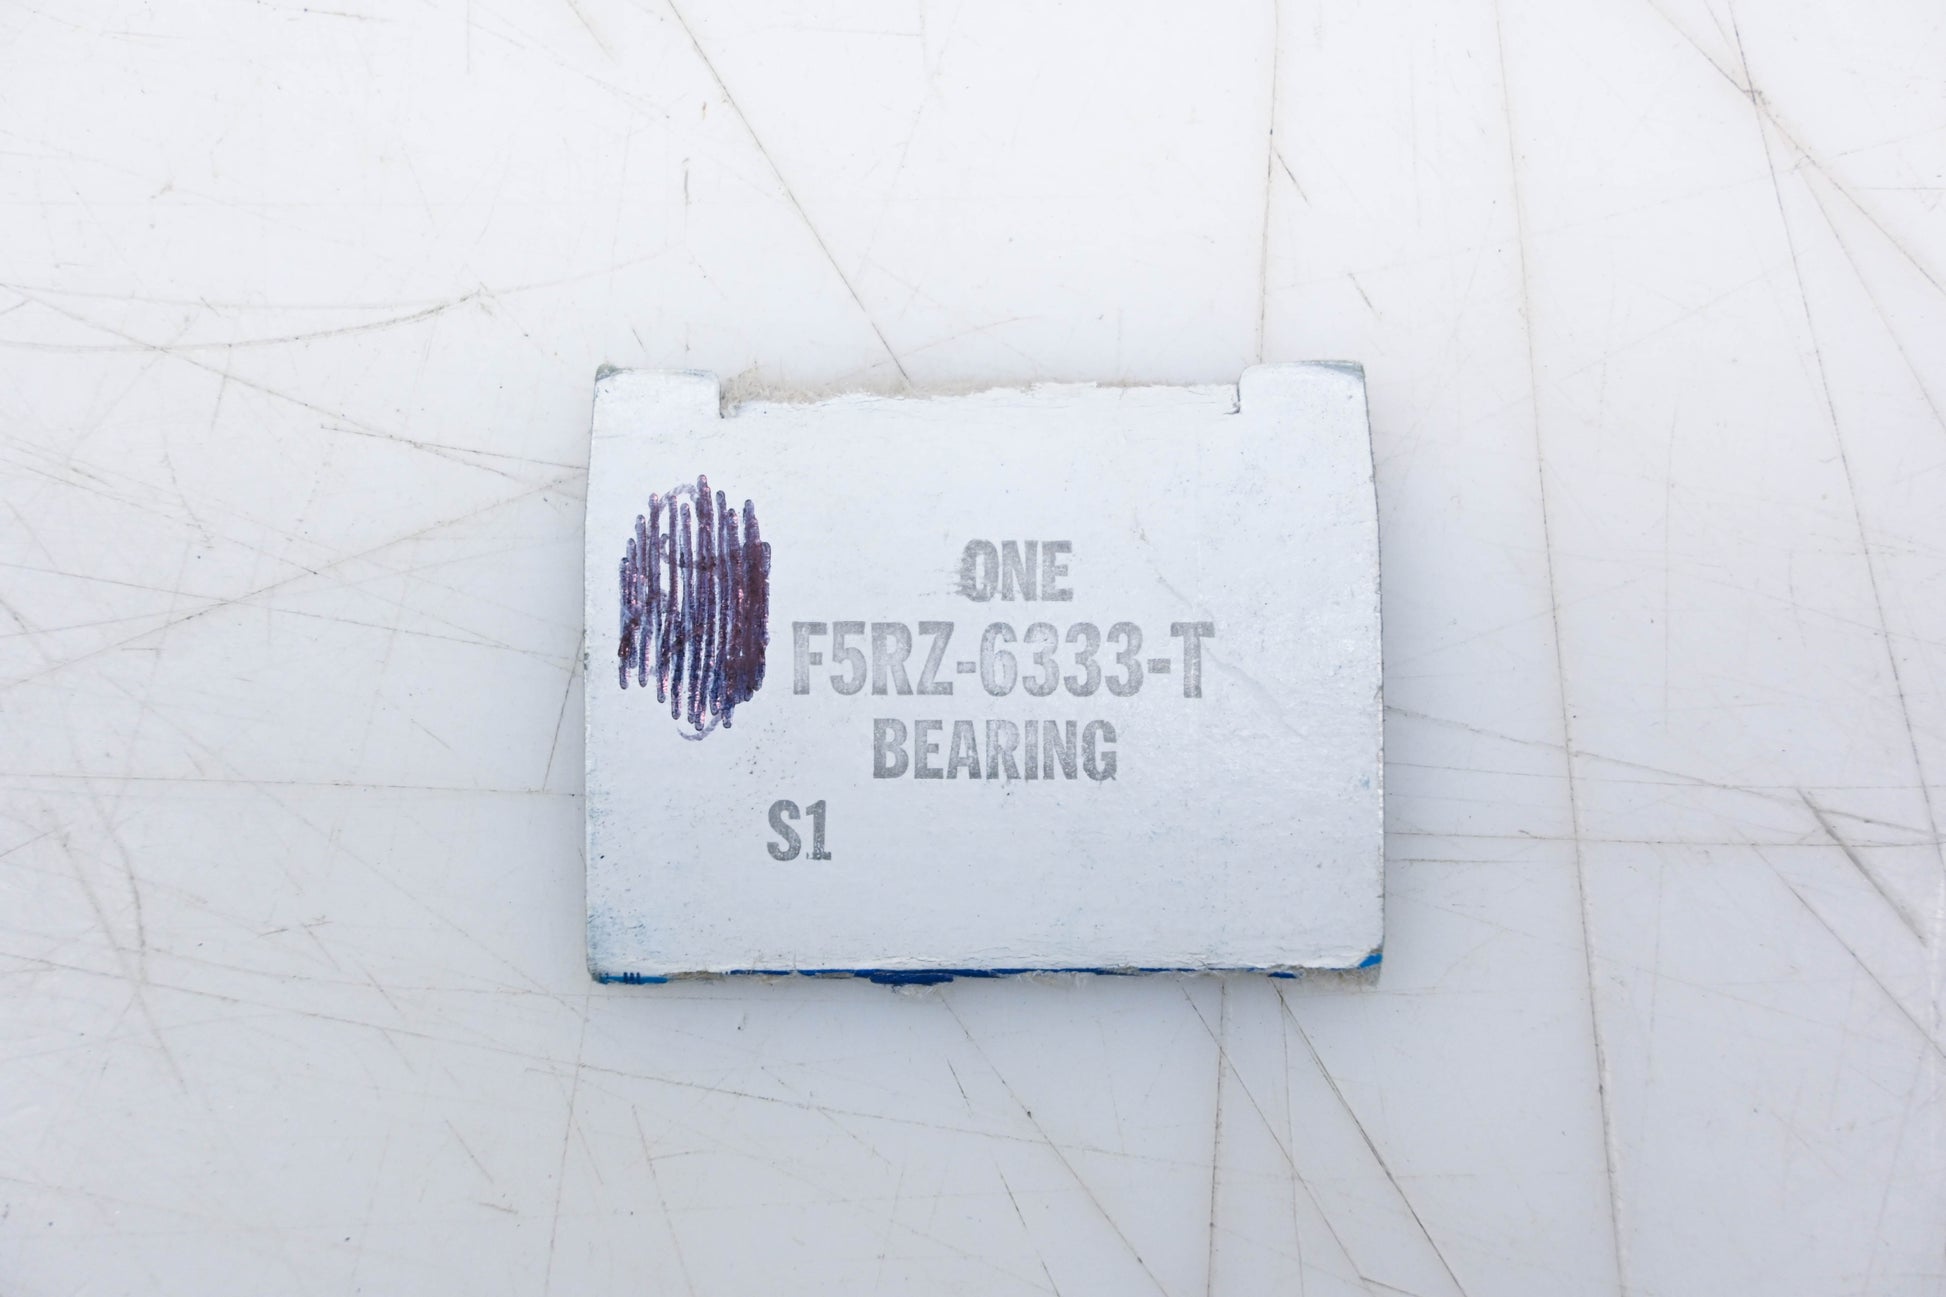 ONE
F5RZ-6333-T
BEARING
S1